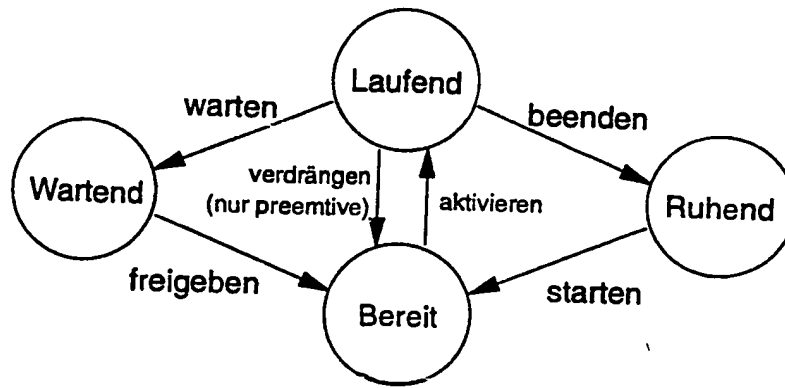 Laufend
warten
beenden
Wartend
verdrängen
(nur preemtive)
aktivieren
Ruhend
freigeben
Bereit
starten